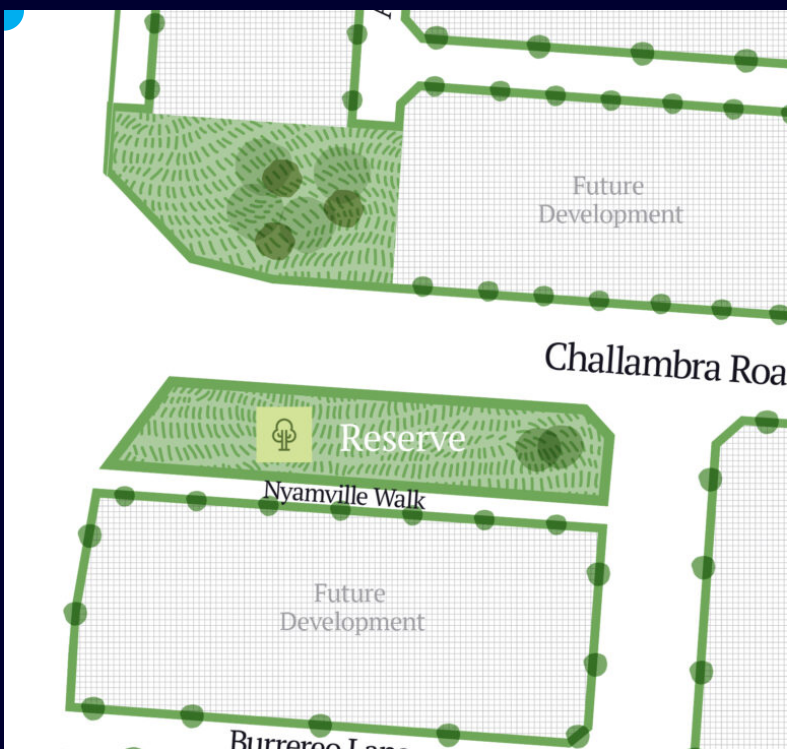 Future
Development
Challambra Roa
Reserve
Nyamville Walk
Future
Development